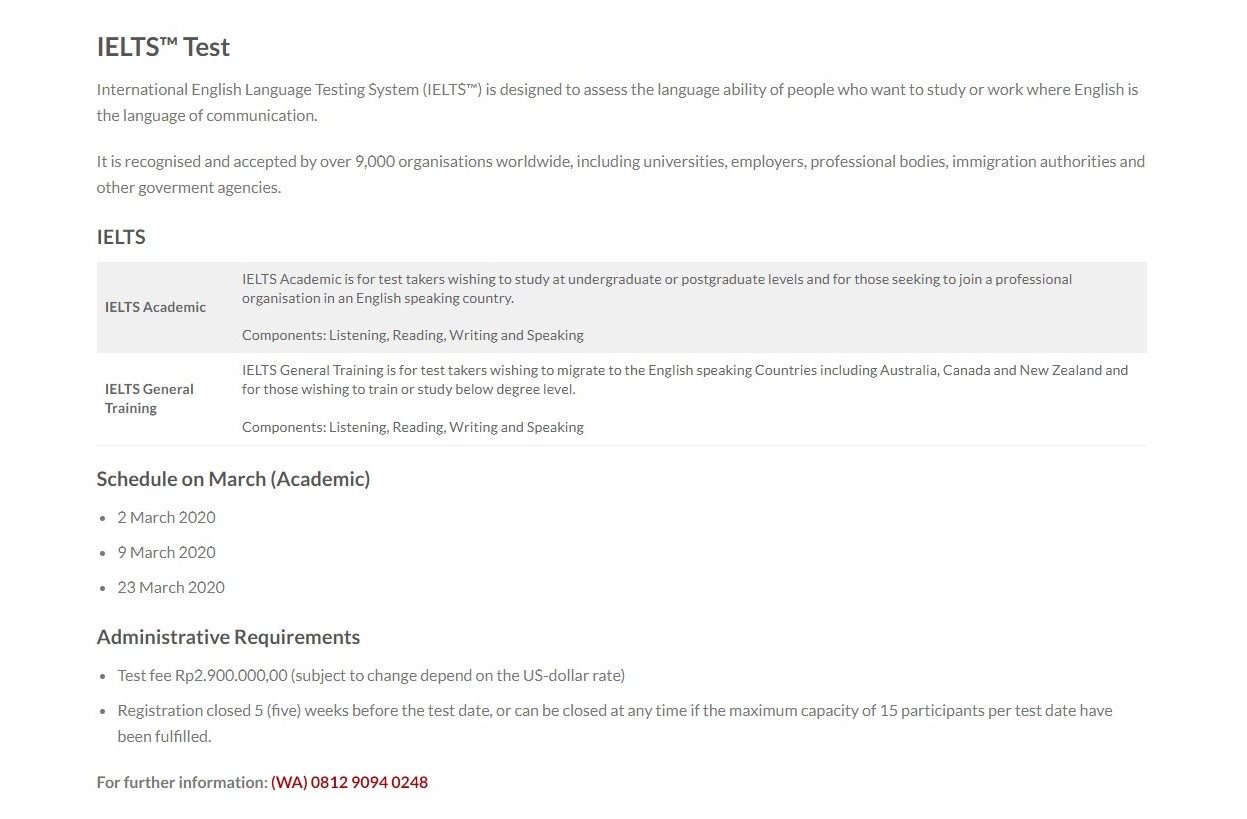 IELTS™ Test
International English Language Testing System (IELTS™) is designed to assess the language ability of people who want to study or work where English is
the language of communication.
It is recognised and accepted by over 9,000 organisations worldwide, including universities, employers, professional bodies, immigration authorities and
other goverment agencies.
IELTS
IELTS Academic
IELTS Academic is for test takers wishing to study at undergraduate or postgraduate levels and for those seeking to join a professional
organisation in an English speaking country.
Components: Listening, Reading, Writing and Speaking
IELTS General
Training
IELTS General Training is for test takers wishing to migrate to the English speaking Countries including Australia, Canada and New Zealand and
for those wishing to train or study below degree level.
Components: Listening, Reading, Writing and Speaking
Schedule on March (Academic)
• 2 March 2020
• 9 March 2020
• 23 March 2020
Administrative Requirements
• Test fee Rp2.900.000,00 (subject to change depend on the US-dollar rate)
• Registration closed 5 (five) weeks before the test date, or can be closed at any time if the maximum capacity of 15 participants per test date have
been fulfilled.
For further information: (WA) 0812 9094 0248